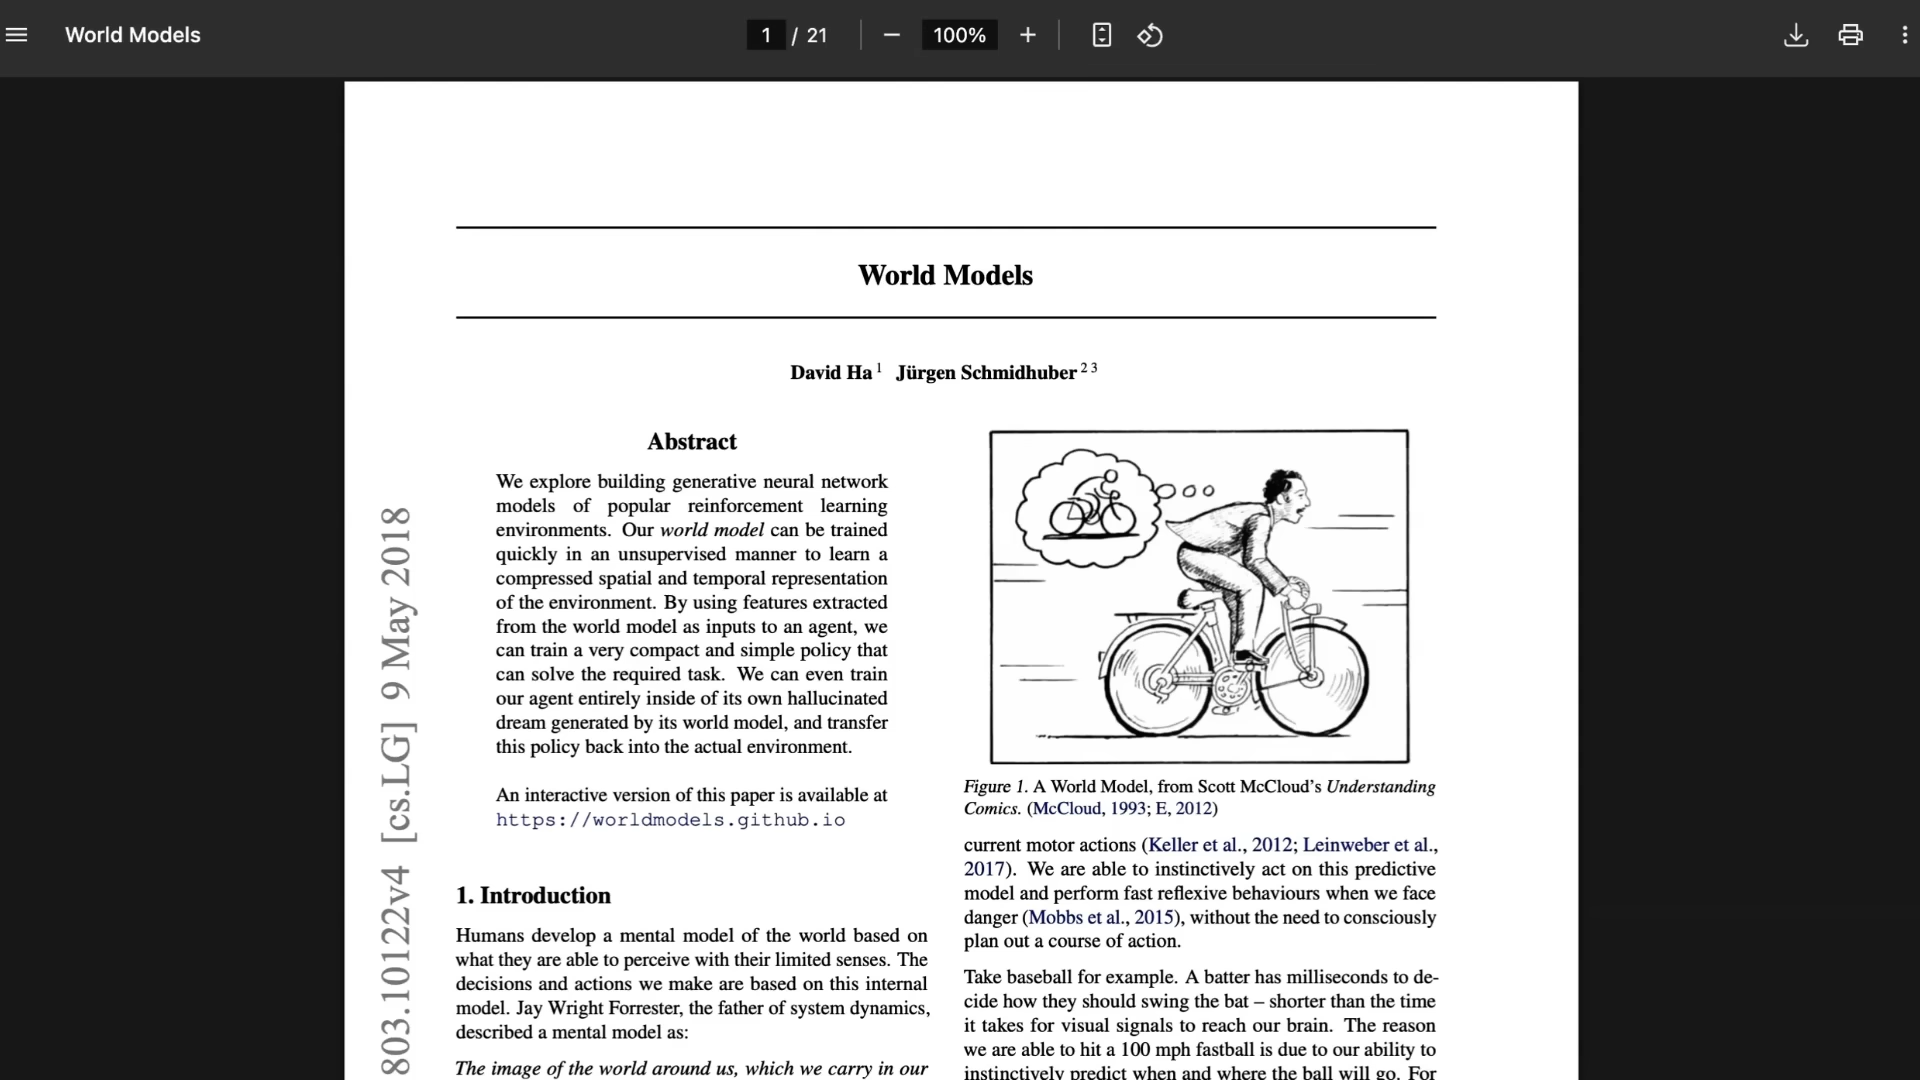 World Models
1 / 21
100%
World Models
David Ha 1 Jürgen Schmidhuber 2 3
Abstract
We explore building generative neural network
models of popular reinforcement learning
environments. Our world model can be trained
quickly in an unsupervised manner to learn a
compressed spatial and temporal representation
of the environment. By using features extracted
from the world model as inputs to an agent, we
can train a very compact and simple policy that
can solve the required task. We can even train
our agent entirely inside of its own hallucinated
dream generated by its world model, and transfer
this policy back into the actual environment.
An interactive version of this paper is available at
https://worldmodels.github.io
1. Introduction
Humans develop a mental model of the world based on
what they are able to perceive with their limited senses. The
decisions and actions we make are based on this internal
model. Jay Wright Forrester, the father of system dynamics,
described a mental model as:
The image of the world around us, which we carry in our
Figure 1. A World Model, from Scott McCloud's Understanding
Comics. (McCloud, 1993; E, 2012)
current motor actions (Keller et al., 2012; Leinweber et al.,
2017). We are able to instinctively act on this predictive
model and perform fast reflexive behaviours when we face
danger (Mobbs et al., 2015), without the need to consciously
plan out a course of action.
Take baseball for example. A batter has milliseconds to de-
cide how they should swing the bat – shorter than the time
it takes for visual signals to reach our brain. The reason
we are able to hit a 100 mph fastball is due to our ability to
instinctively predict when and where the ball will go. For
803.10122v4 [cs.LG] 9 May 2018